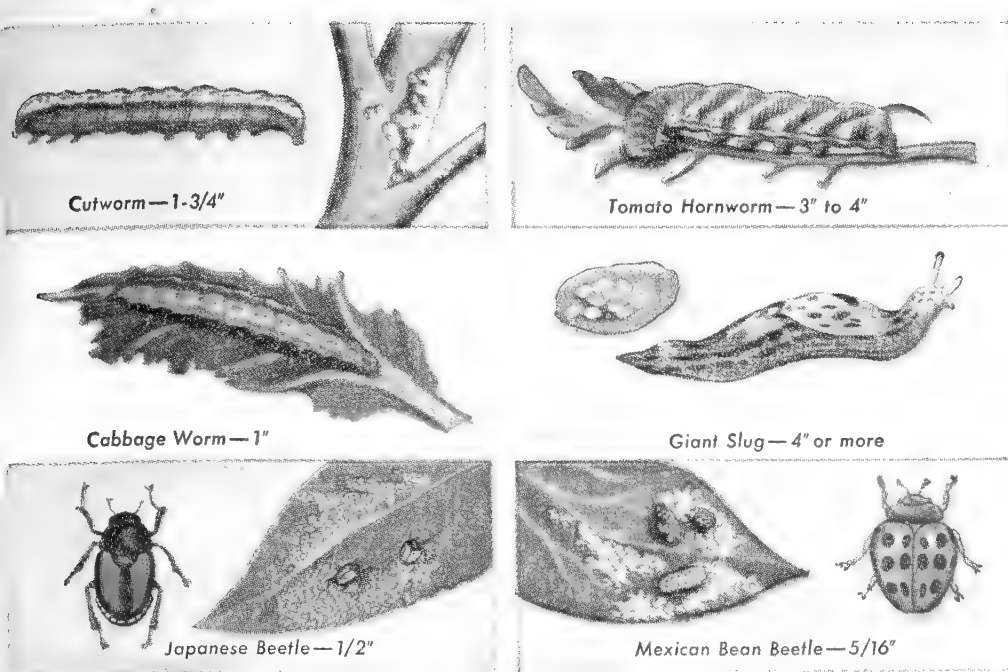 Cutworm—1-3/4"
Tomato Hornworm—3" to 4"
Cabbage Worm—1"
Giant Slug—4" or more
Japanese Beetle—1/2"
Mexican Bean Beetle—5/16"